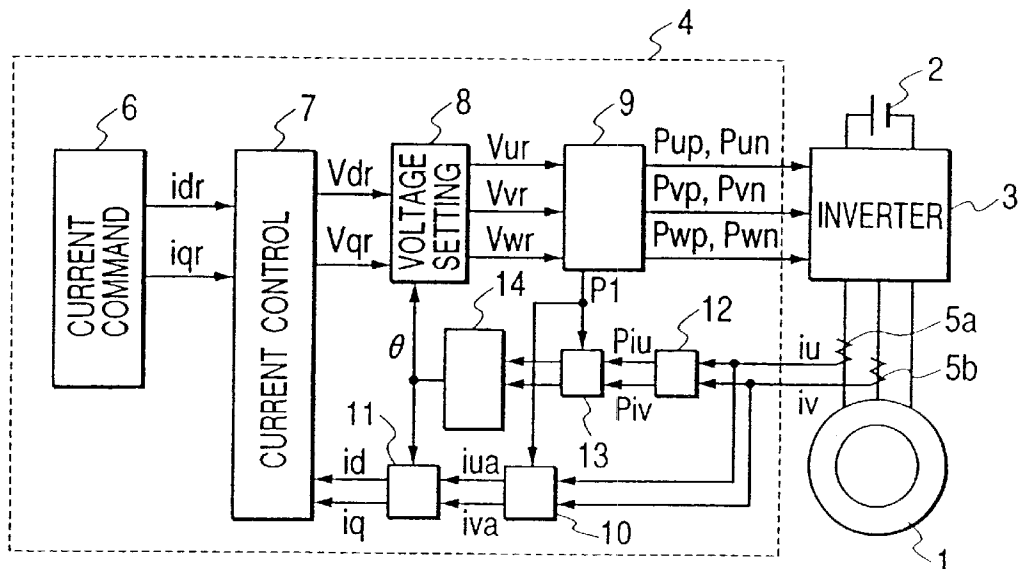 4
2
6
7
8
9
Vur
Pup, Pun
idr
Vdr
Vvr
Pvp, Pvn
3
INVERTER
CURRENT
COMMAND
CURRENT CONTROL
VOLTAGE
SETTING
iqr
Vqr
Vwr
Pwp, Pwn
14
P1
12
5a
θ
Piu
iu
5b
Piv
iv
11
13
id
iua
iq
iva
10
1